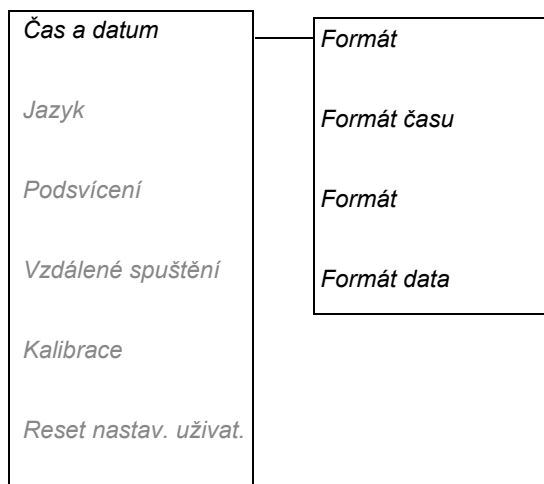 Čas a datum
Formát
Jazyk
Formát času
Podsvícení
Formát
Vzdálené spuštění
Formát data
Kalibrace
Reset nastav. uživat.